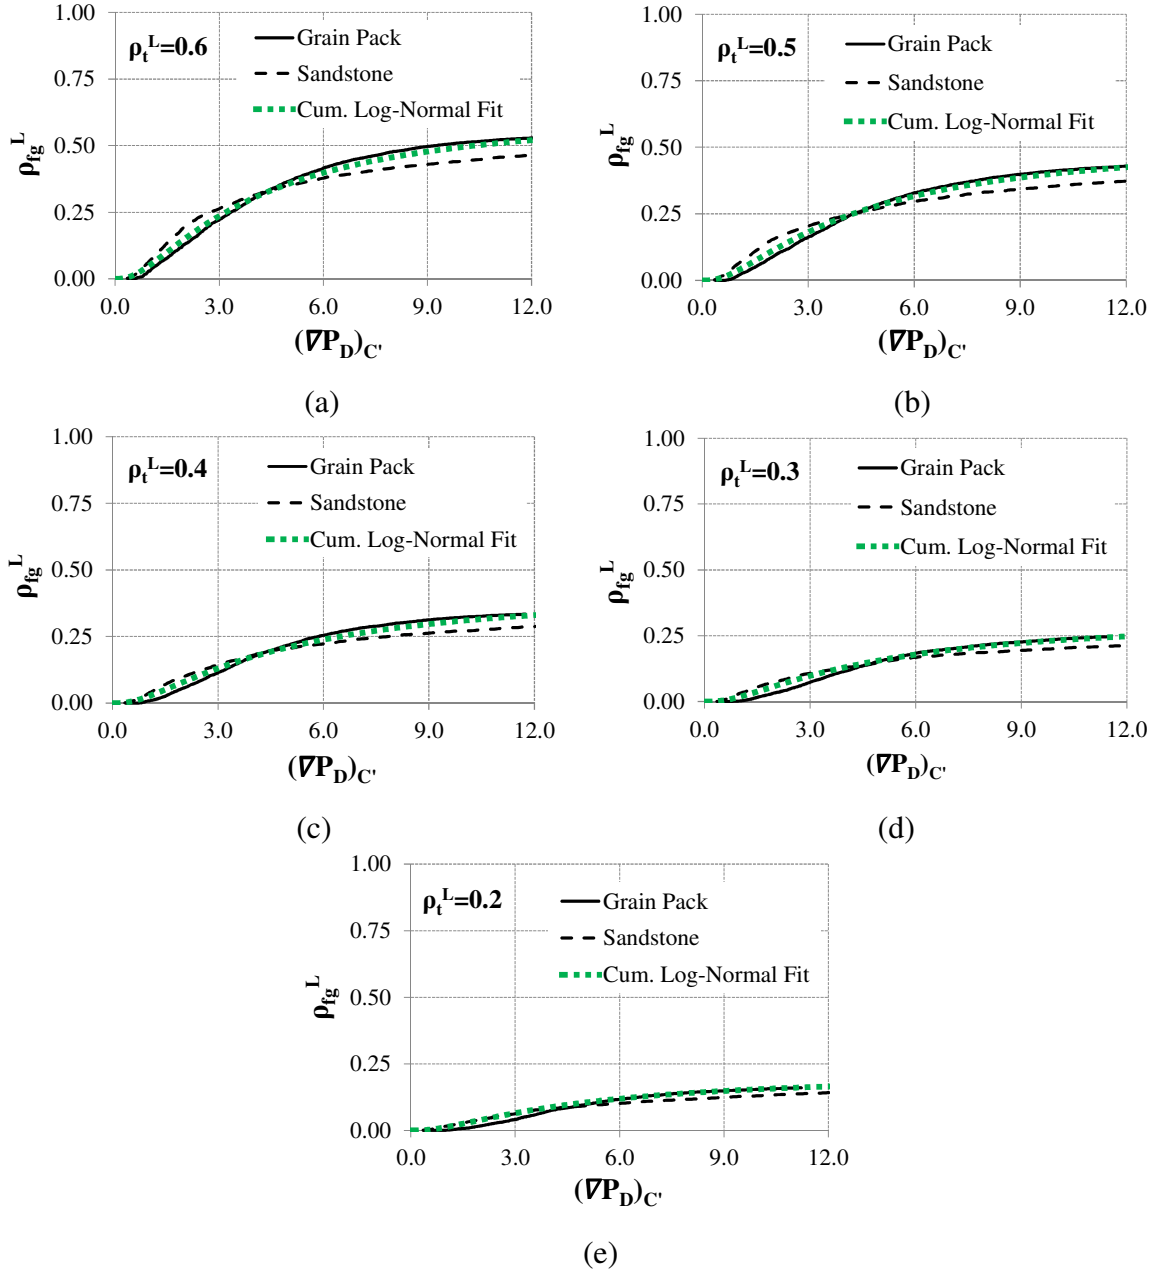 ρtL=0.6
Grain Pack
Sandstone
Cum. Log-Normal Fit
1.00
0.75
0.50
0.25
0.00
ρfgL
0.0 3.0 6.0 9.0 12.0
(∇PD)C'
(a)
ρtL=0.5
Grain Pack
Sandstone
Cum. Log-Normal Fit
1.00
0.75
0.50
0.25
0.00
ρfgL
0.0 3.0 6.0 9.0 12.0
(∇PD)C'
(b)
ρtL=0.4
Grain Pack
Sandstone
Cum. Log-Normal Fit
1.00
0.75
0.50
0.25
0.00
ρfgL
0.0 3.0 6.0 9.0 12.0
(∇PD)C'
(c)
ρtL=0.3
Grain Pack
Sandstone
Cum. Log-Normal Fit
1.00
0.75
0.50
0.25
0.00
ρfgL
0.0 3.0 6.0 9.0 12.0
(∇PD)C'
(d)
ρtL=0.2
Grain Pack
Sandstone
Cum. Log-Normal Fit
1.00
0.75
0.50
0.25
0.00
ρfgL
0.0 3.0 6.0 9.0 12.0
(∇PD)C'
(e)